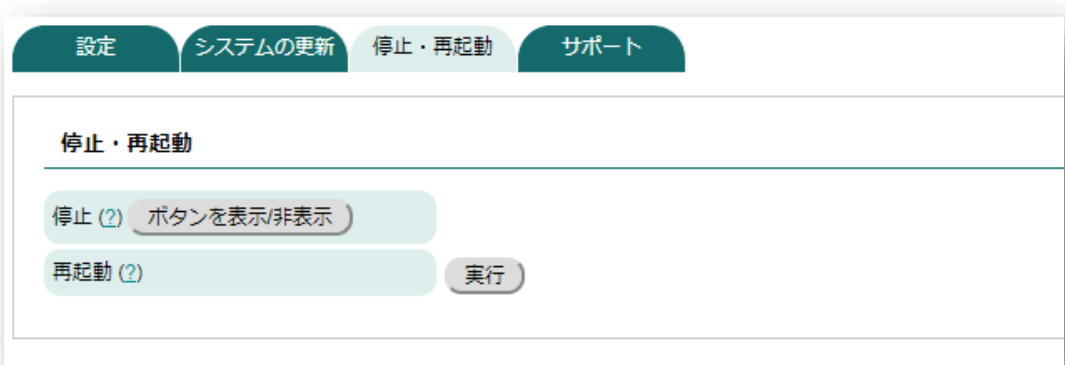 設定 システムの更新 停止・再起動 サポート
停止・再起動
停止 (?) ボタンを表示/非表示
再起動 (?) 実行